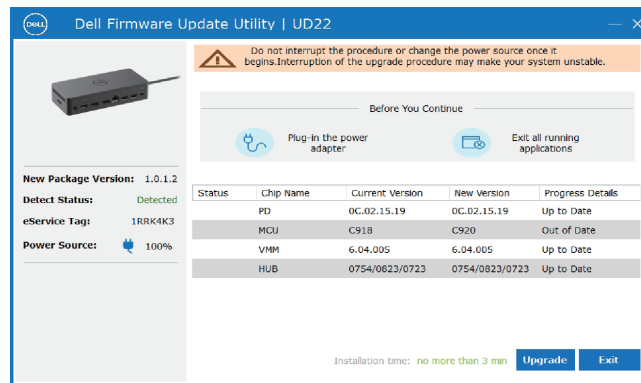 DELL Dell Firmware Update Utility | UD22
Do not interrupt the procedure or change the power source once it
begins.Interruption of the upgrade procedure may make your system unstable.
Before You Continue
Plug-in the power
adapter
Exit all running
applications
New Package Version: 1.0.1.2
Detect Status: Detected
eService Tag: 1RRK4K3
Power Source: 100%
Status Chip Name Current Version New Version Progress Details
PD 0C.02.15.19 0C.02.15.19 Up to Date
MCU C918 C920 Out of Date
VMM 6.04.005 6.04.005 Up to Date
HUB 0754/0823/0723 0754/0823/0723 Up to Date
Installation time: no more than 3 min Upgrade Exit